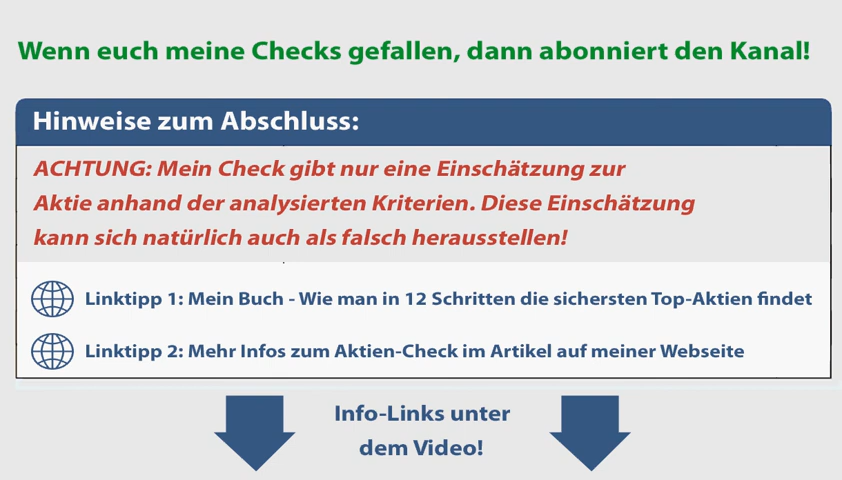 Wenn euch meine Checks gefallen, dann abonniert den Kanal!
Hinweise zum Abschluss:
ACHTUNG: Mein Check gibt nur eine Einschätzung zur
Aktie anhand der analysierten Kriterien. Diese Einschätzung
kann sich natürlich auch als falsch herausstellen!
Linktipp 1: Mein Buch - Wie man in 12 Schritten die sichersten Top-Aktien findet
Linktipp 2: Mehr Infos zum Aktien-Check im Artikel auf meiner Webseite
Info-Links unter
dem Video!